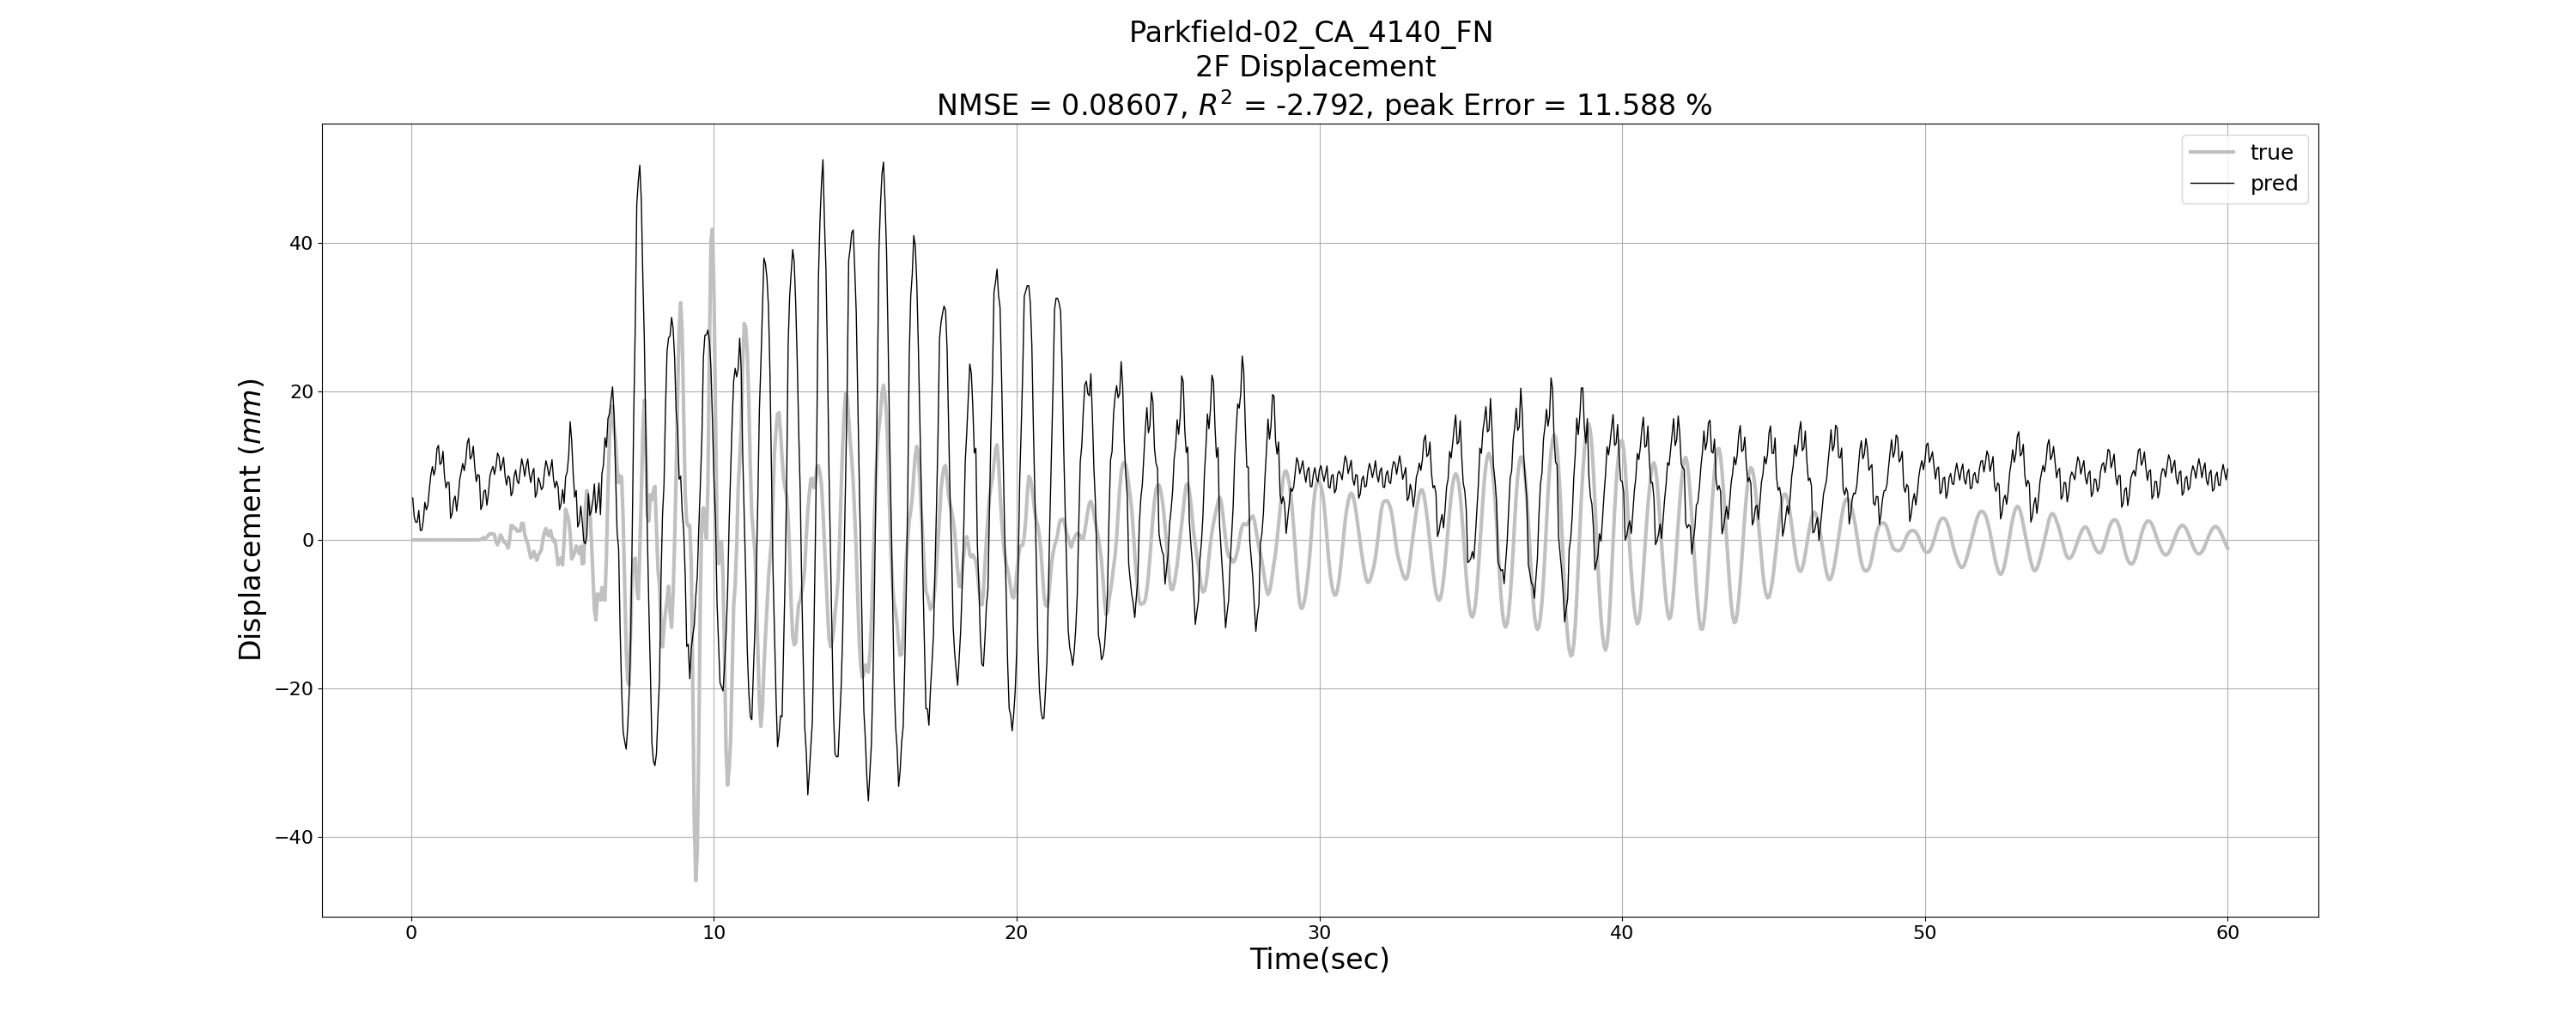 Parkfield-02_CA_4140_FN
2F Displacement
NMSE = 0.08607, R² = -2.792, peak Error = 11.588 %
true
pred
Displacement (mm)
40
20
0
−20
−40
0 10 20 30 40 50 60
Time(sec)